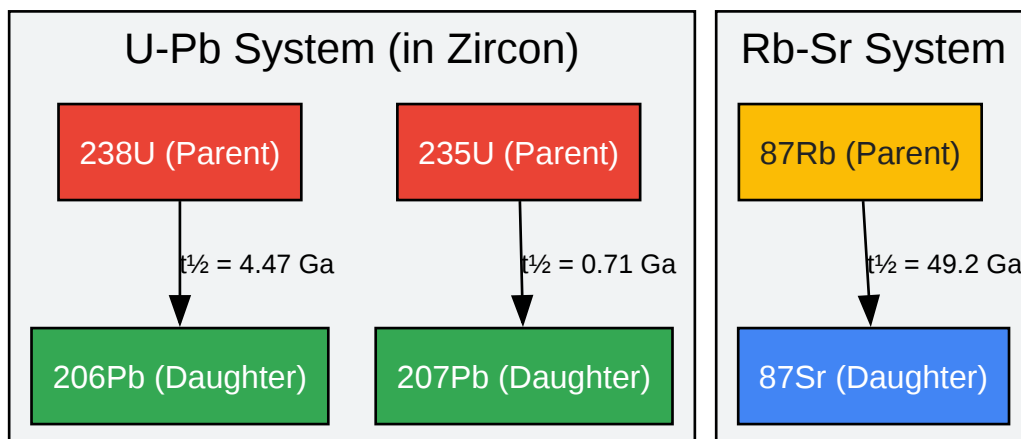 U-Pb System (in Zircon)
238U (Parent)
235U (Parent)
t½ = 4.47 Ga
t½ = 0.71 Ga
206Pb (Daughter)
207Pb (Daughter)
Rb-Sr System
87Rb (Parent)
t½ = 49.2 Ga
87Sr (Daughter)